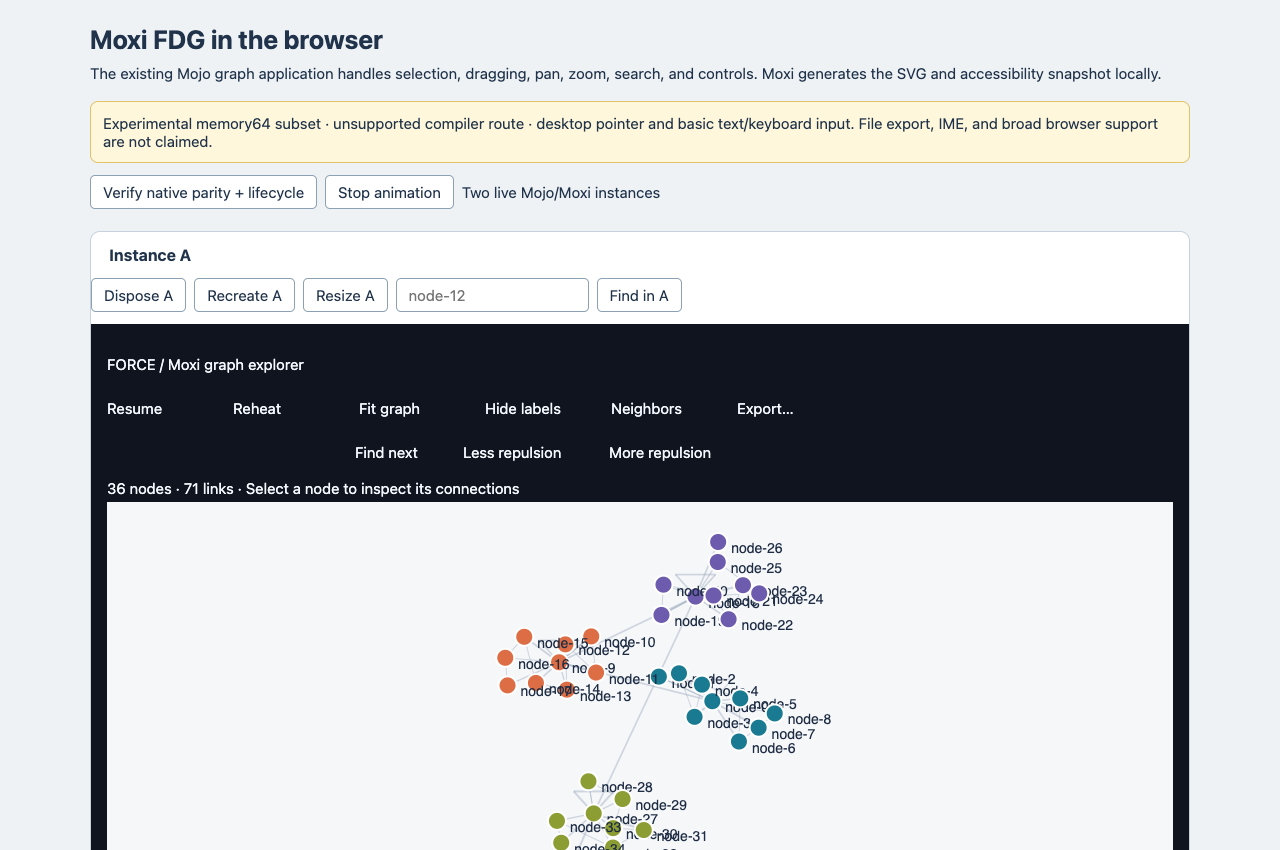 Moxi FDG in the browser
The existing Mojo graph application handles selection, dragging, pan, zoom, search, and controls. Moxi generates the SVG and accessibility snapshot locally.
Experimental memory64 subset · unsupported compiler route · desktop pointer and basic text/keyboard input. File export, IME, and broad browser support
are not claimed.
Verify native parity + lifecycle
Stop animation
Two live Mojo/Moxi instances
Instance A
Dispose A
Recreate A
Resize A
node-12
Find in A
FORCE / Moxi graph explorer
Resume
Reheat
Fit graph
Hide labels
Neighbors
Export...
Find next
Less repulsion
More repulsion
36 nodes · 71 links · Select a node to inspect its connections
node-26
node-25
node-24
node-22
node-15
node-10
node-12
node-16
node-11
node-14
node-13
node-4
node-5
node-8
node-3
node-7
node-6
node-28
node-29
node-27
node-33
node-31